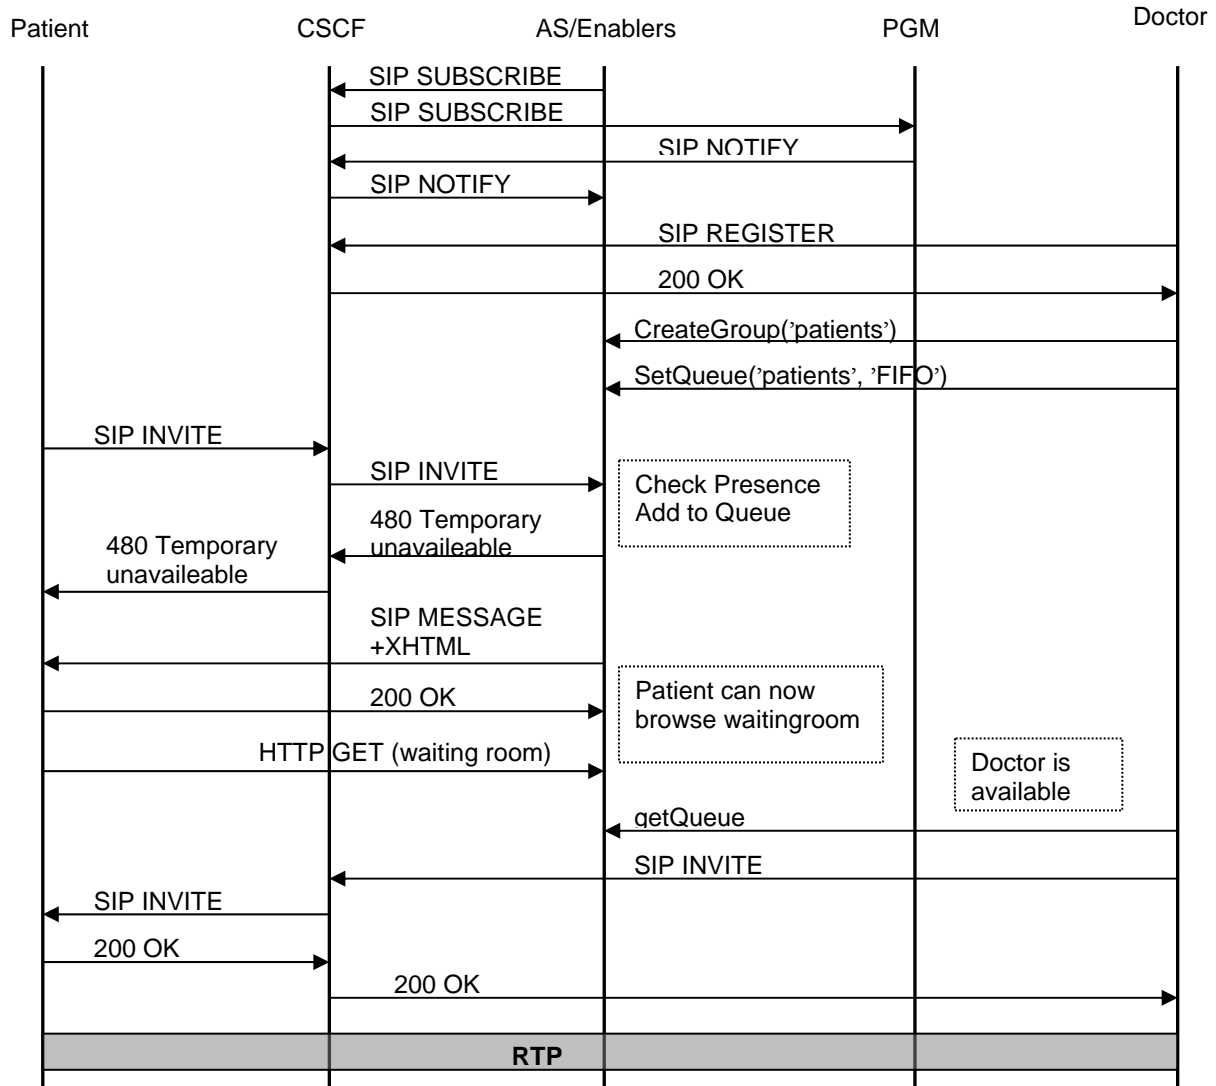 Patient CSCF AS/Enablers PGM Doctor
SIP SUBSCRIBE
SIP SUBSCRIBE
SIP NOTIFY
SIP NOTIFY
SIP REGISTER
200 OK
CreateGroup(’patients’)
SetQueue(’patients’, ’FIFO’)
SIP INVITE
SIP INVITE
Check Presence
Add to Queue
480 Temporary
unavaileable
480 Temporary
unavaileable
SIP MESSAGE
+XHTML
200 OK
Patient can now
browse waitingroom
HTTP GET (waiting room)
Doctor is
available
getQueue
SIP INVITE
SIP INVITE
200 OK
200 OK
RTP